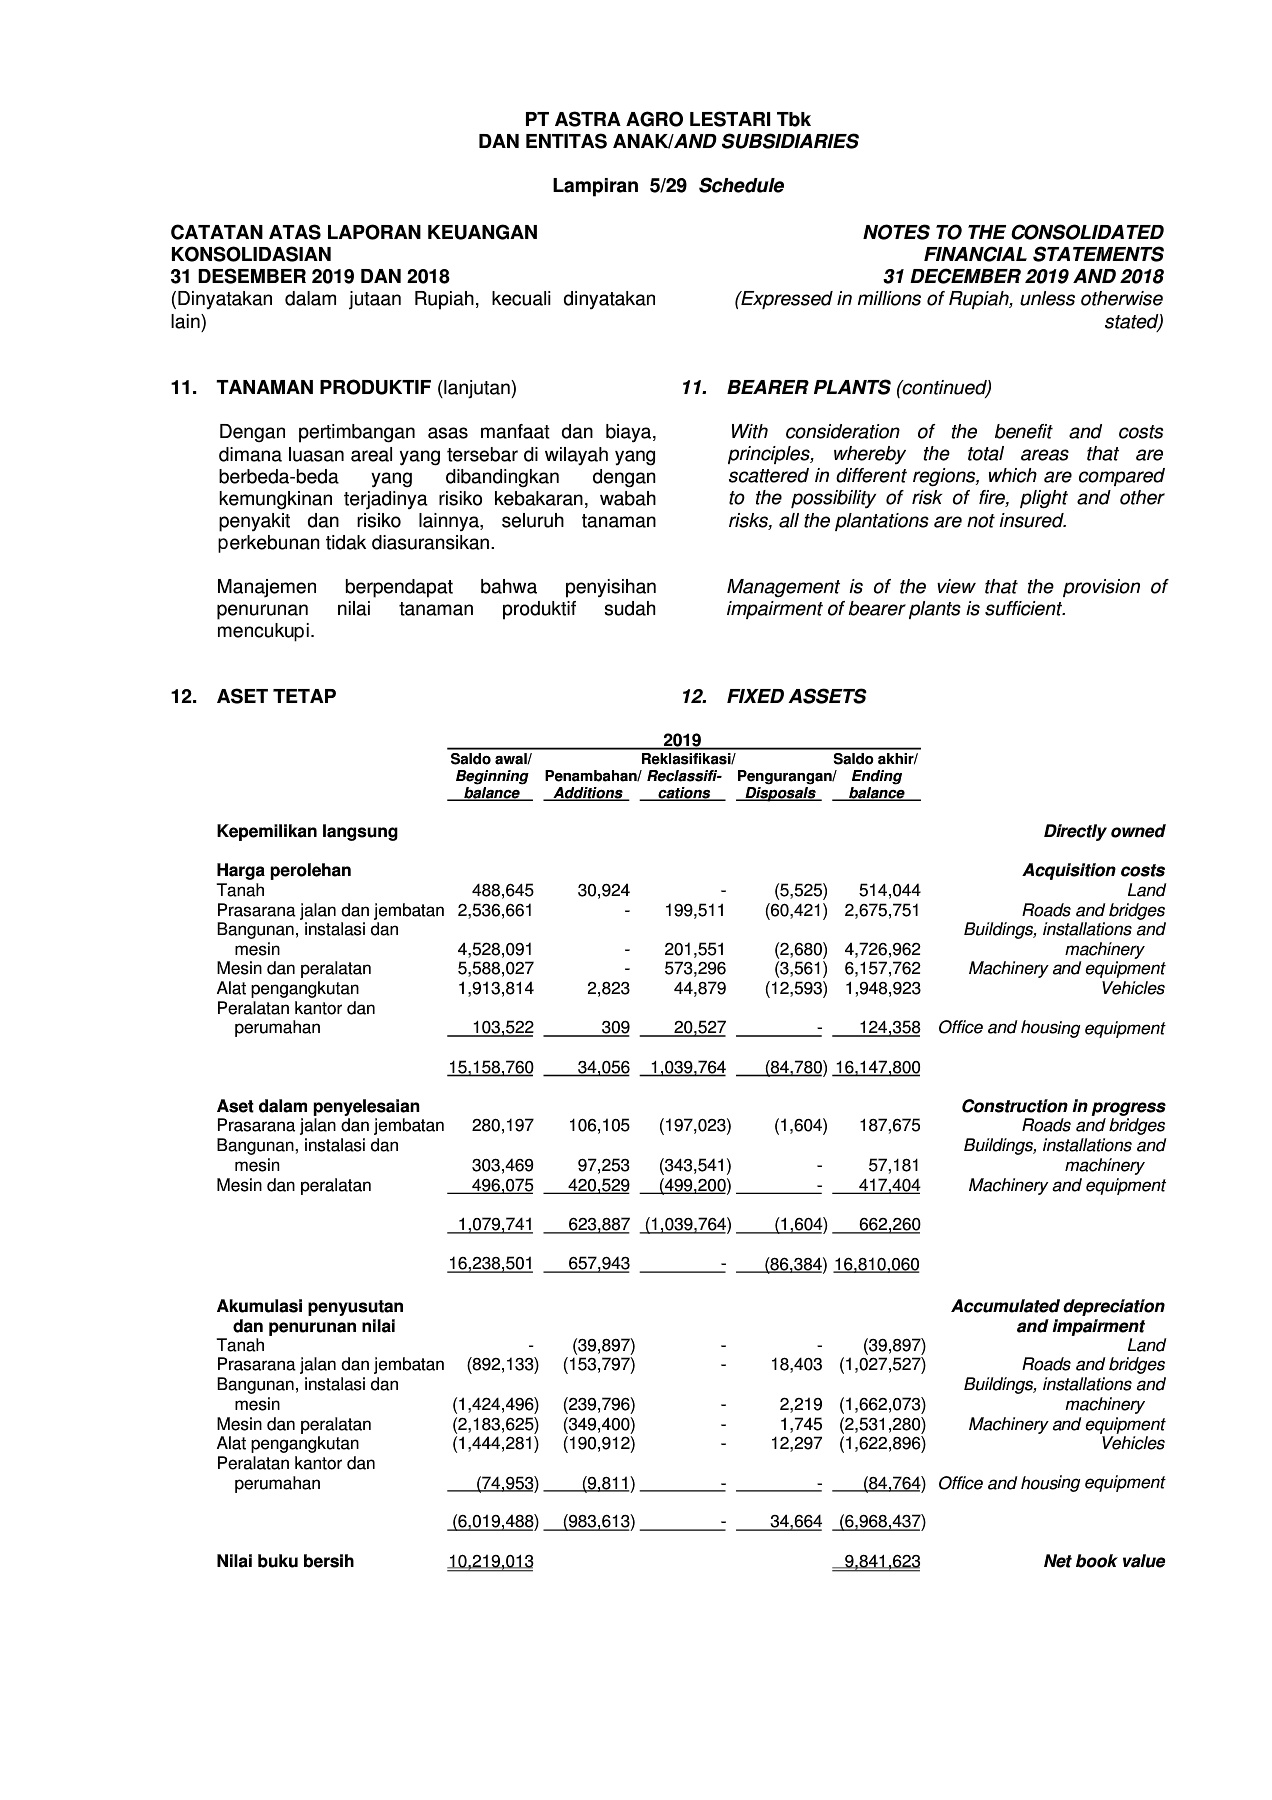 PT ASTRA AGRO LESTARI Tbk
DAN ENTITAS ANAK/AND SUBSIDIARIES
Lampiran 5/29 Schedule
CATATAN ATAS LAPORAN KEUANGAN
KONSOLIDASIAN
31 DESEMBER 2019 DAN 2018
(Dinyatakan dalam jutaan Rupiah, kecuali dinyatakan
lain)
NOTES TO THE CONSOLIDATED
FINANCIAL STATEMENTS
31 DECEMBER 2019 AND 2018
(Expressed in millions of Rupiah, unless otherwise
stated)
11. TANAMAN PRODUKTIF (lanjutan)
Dengan pertimbangan asas manfaat dan biaya,
dimana luasan areal yang tersebar di wilayah yang
berbeda-beda yang dibandingkan dengan
kemungkinan terjadinya risiko kebakaran, wabah
penyakit dan risiko lainnya, seluruh tanaman
perkebunan tidak diasuransikan.
Manajemen berpendapat bahwa penyisihan
penurunan nilai tanaman produktif sudah
mencukupi.
11. BEARER PLANTS (continued)
With consideration of the benefit and costs
principles, whereby the total areas that are
scattered in different regions, which are compared
to the possibility of risk of fire, plight and other
risks, all the plantations are not insured.
Management is of the view that the provision of
impairment of bearer plants is sufficient.
12. ASET TETAP 12. FIXED ASSETS
2019
Saldo awal/ Reklasifikasi/ Saldo akhir/
Beginning Penambahan/ Reclassifi- Pengurangan/ Ending
balance Additions cations Disposals balance
Kepemilikan langsung Directly owned
Harga perolehan Acquisition costs
Tanah 488,645 30,924 - (5,525) 514,044 Land
Prasarana jalan dan jembatan 2,536,661 - 199,511 (60,421) 2,675,751 Roads and bridges
Bangunan, instalasi dan Buildings, installations and
mesin 4,528,091 - 201,551 (2,680) 4,726,962 machinery
Mesin dan peralatan 5,588,027 - 573,296 (3,561) 6,157,762 Machinery and equipment
Alat pengangkutan 1,913,814 2,823 44,879 (12,593) 1,948,923 Vehicles
Peralatan kantor dan
perumahan 103,522 309 20,527 - 124,358 Office and housing equipment
15,158,760 34,056 1,039,764 (84,780) 16,147,800
Aset dalam penyelesaian Construction in progress
Prasarana jalan dan jembatan 280,197 106,105 (197,023) (1,604) 187,675 Roads and bridges
Bangunan, instalasi dan Buildings, installations and
mesin 303,469 97,253 (343,541) - 57,181 machinery
Mesin dan peralatan 496,075 420,529 (499,200) - 417,404 Machinery and equipment
1,079,741 623,887 (1,039,764) (1,604) 662,260
16,238,501 657,943 - (86,384) 16,810,060
Akumulasi penyusutan Accumulated depreciation
dan penurunan nilai and impairment
Tanah - (39,897) - - (39,897) Land
Prasarana jalan dan jembatan (892,133) (153,797) - 18,403 (1,027,527) Roads and bridges
Bangunan, instalasi dan Buildings, installations and
mesin (1,424,496) (239,796) - 2,219 (1,662,073) machinery
Mesin dan peralatan (2,183,625) (349,400) - 1,745 (2,531,280) Machinery and equipment
Alat pengangkutan (1,444,281) (190,912) - 12,297 (1,622,896) Vehicles
Peralatan kantor dan
perumahan (74,953) (9,811) - - (84,764) Office and housing equipment
(6,019,488) (983,613) - 34,664 (6,968,437)
Nilai buku bersih 10,219,013 9,841,623 Net book value